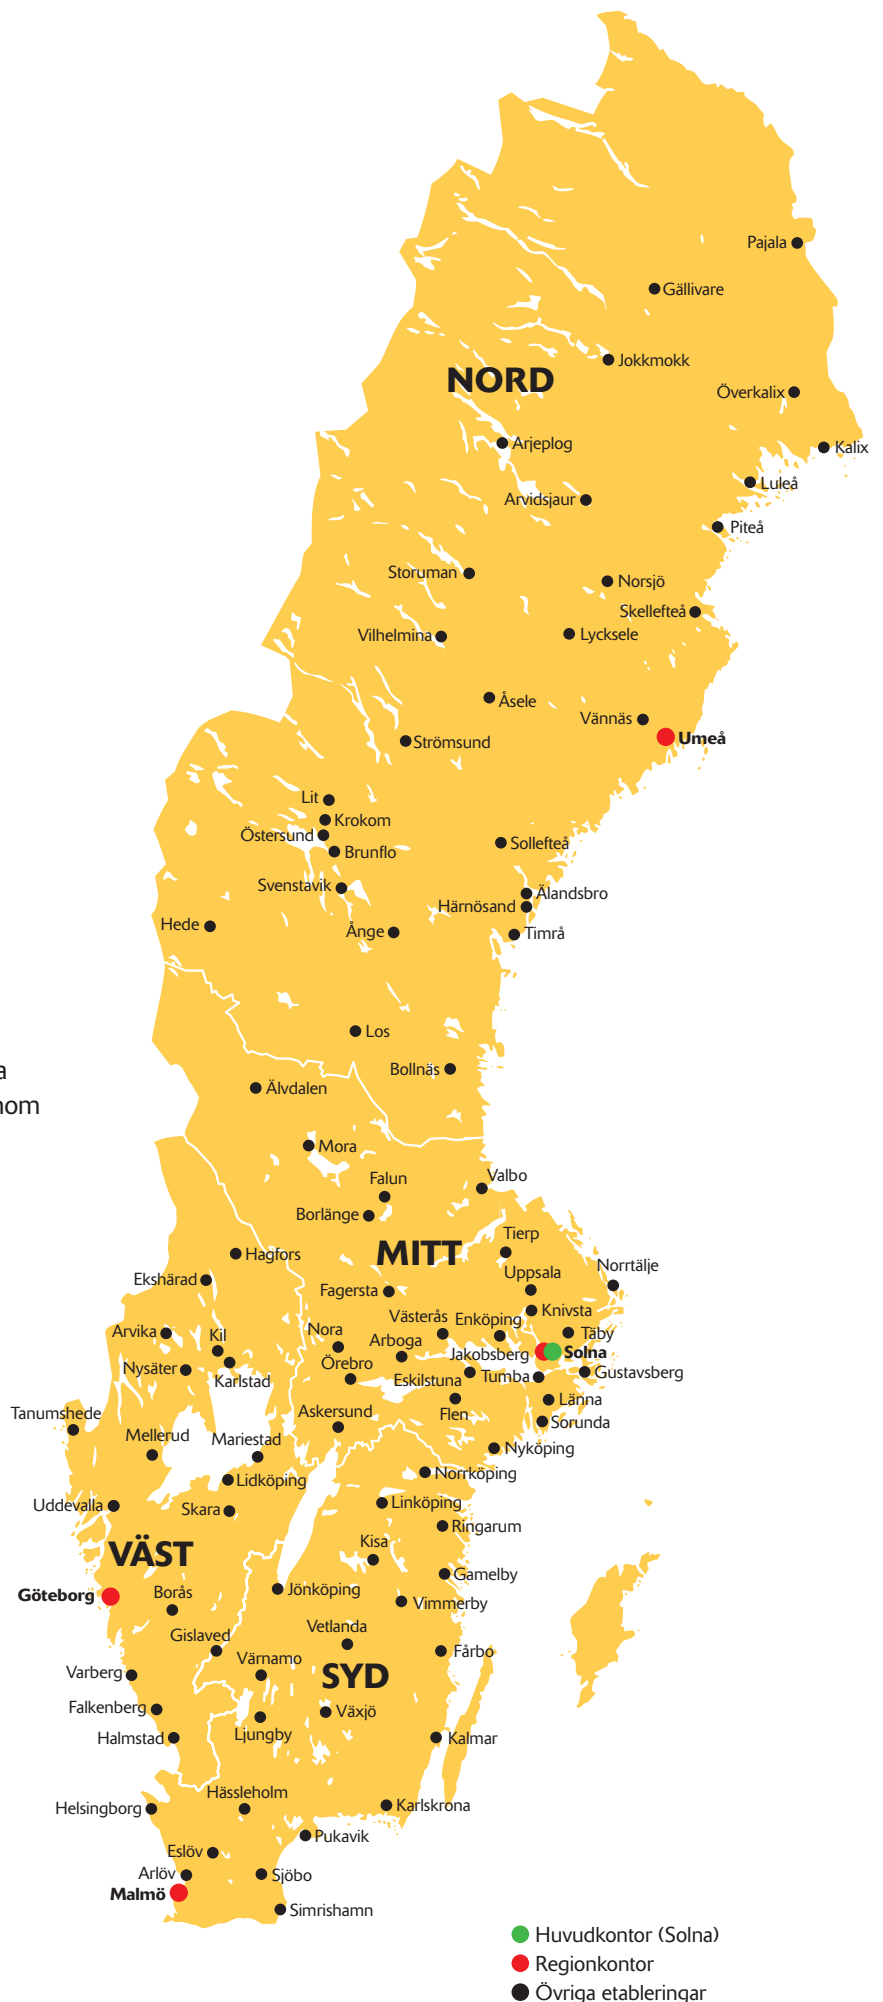 Pajala
Gällivare
Jokkmokk
NORD
Överkalix
Arjeplog
Kalix
Luleå
Arvidsjaur
Piteå
Storuman
Norsjö
Skellefteå
Vilhelmina
Lycksele
Åsele
Vännäs
Umeå
Strömsund
Lit
Krokom
Östersund
Sollefteå
Brunflo
Svenstavik
Älandsbro
Härnösand
Hede
Ånge
Timrå
Los
Bollnäs
a
Älvdalen
nom
Mora
Falun
Valbo
Borlänge
Tierp
MITT
Hagfors
Norrtälje
Ekshärad
Uppsala
Fagersta
Knivsta
Västerås
Enköping
Arvika
Kil
Nora
Täby
Arboga
Jakobsberg
Solna
Nysäter
Örebro
Karlstad
Eskilstuna
Tumba
Gustavsberg
Länna
Tanumshede
Askersund
Flen
Sorunda
Mellerud
Mariestad
Nyköping
Lidköping
Norrköping
Uddevalla
Skara
Linköping
Ringarum
VÄST
Kisa
Gamelby
Göteborg
Borås
Jönköping
Vimmerby
Gislaved
Vetlanda
Värnamo
Fårbo
Varberg
SYD
Falkenberg
Växjö
Halmstad
Ljungby
Kalmar
Hässleholm
Helsingborg
Karlskrona
Pukavik
Eslöv
Arlöv
Sjöbo
Malmö
Simrishamn
Huvudkontor (Solna)
Regionkontor
Övriga etableringar